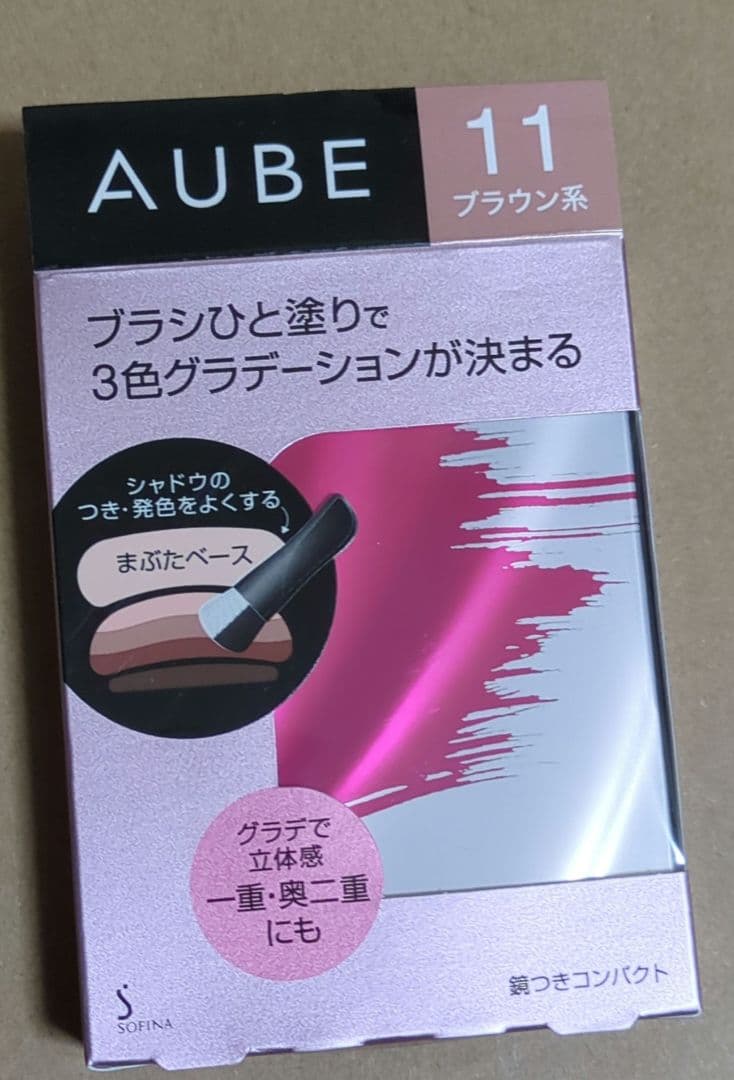 AUBE
11
ブラウン系
ブラシひと塗りで
3色グラデーションが決まる
シャドウの
つき・発色をよくする
まぶたベース
グラデで
立体感
一重・奥二重
にも
鏡つきコンパクト
SOFINA